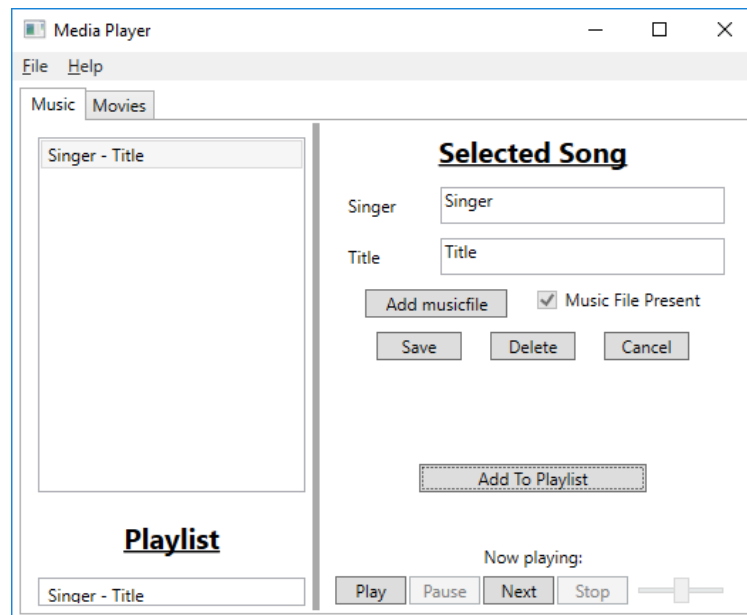 Media Player
File Help
Music Movies
Singer - Title
Selected Song
Singer Singer
Title Title
Add musicfile Music File Present
Save Delete Cancel
Add To Playlist
Playlist
Singer - Title
Now playing:
Play Pause Next Stop